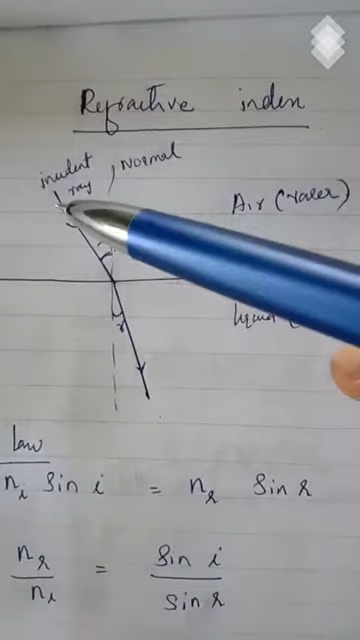 Refractive index
incident ray
Normal
Air (rarer)
r
law
ni Sin i = nr Sin r
nr/ni = Sin i/sin r